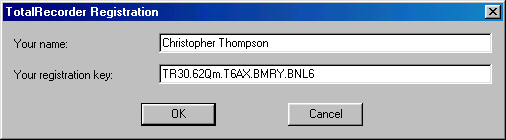 TotalRecorder Registration
Your name: Christopher Thompson
Your registration key: TR30.62Qm.T6AX.BMRY.BNL6
OK Cancel